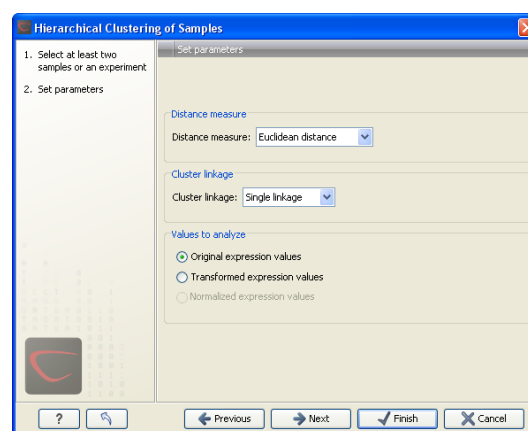 Hierarchical Clustering of Samples
1. Select at least two
samples or an experiment
2. Set parameters
Set parameters
Distance measure
Distance measure: Euclidean distance
Cluster linkage
Cluster linkage: Single linkage
Values to analyze
Original expression values
Transformed expression values
Normalized expression values
? Previous Next Finish Cancel